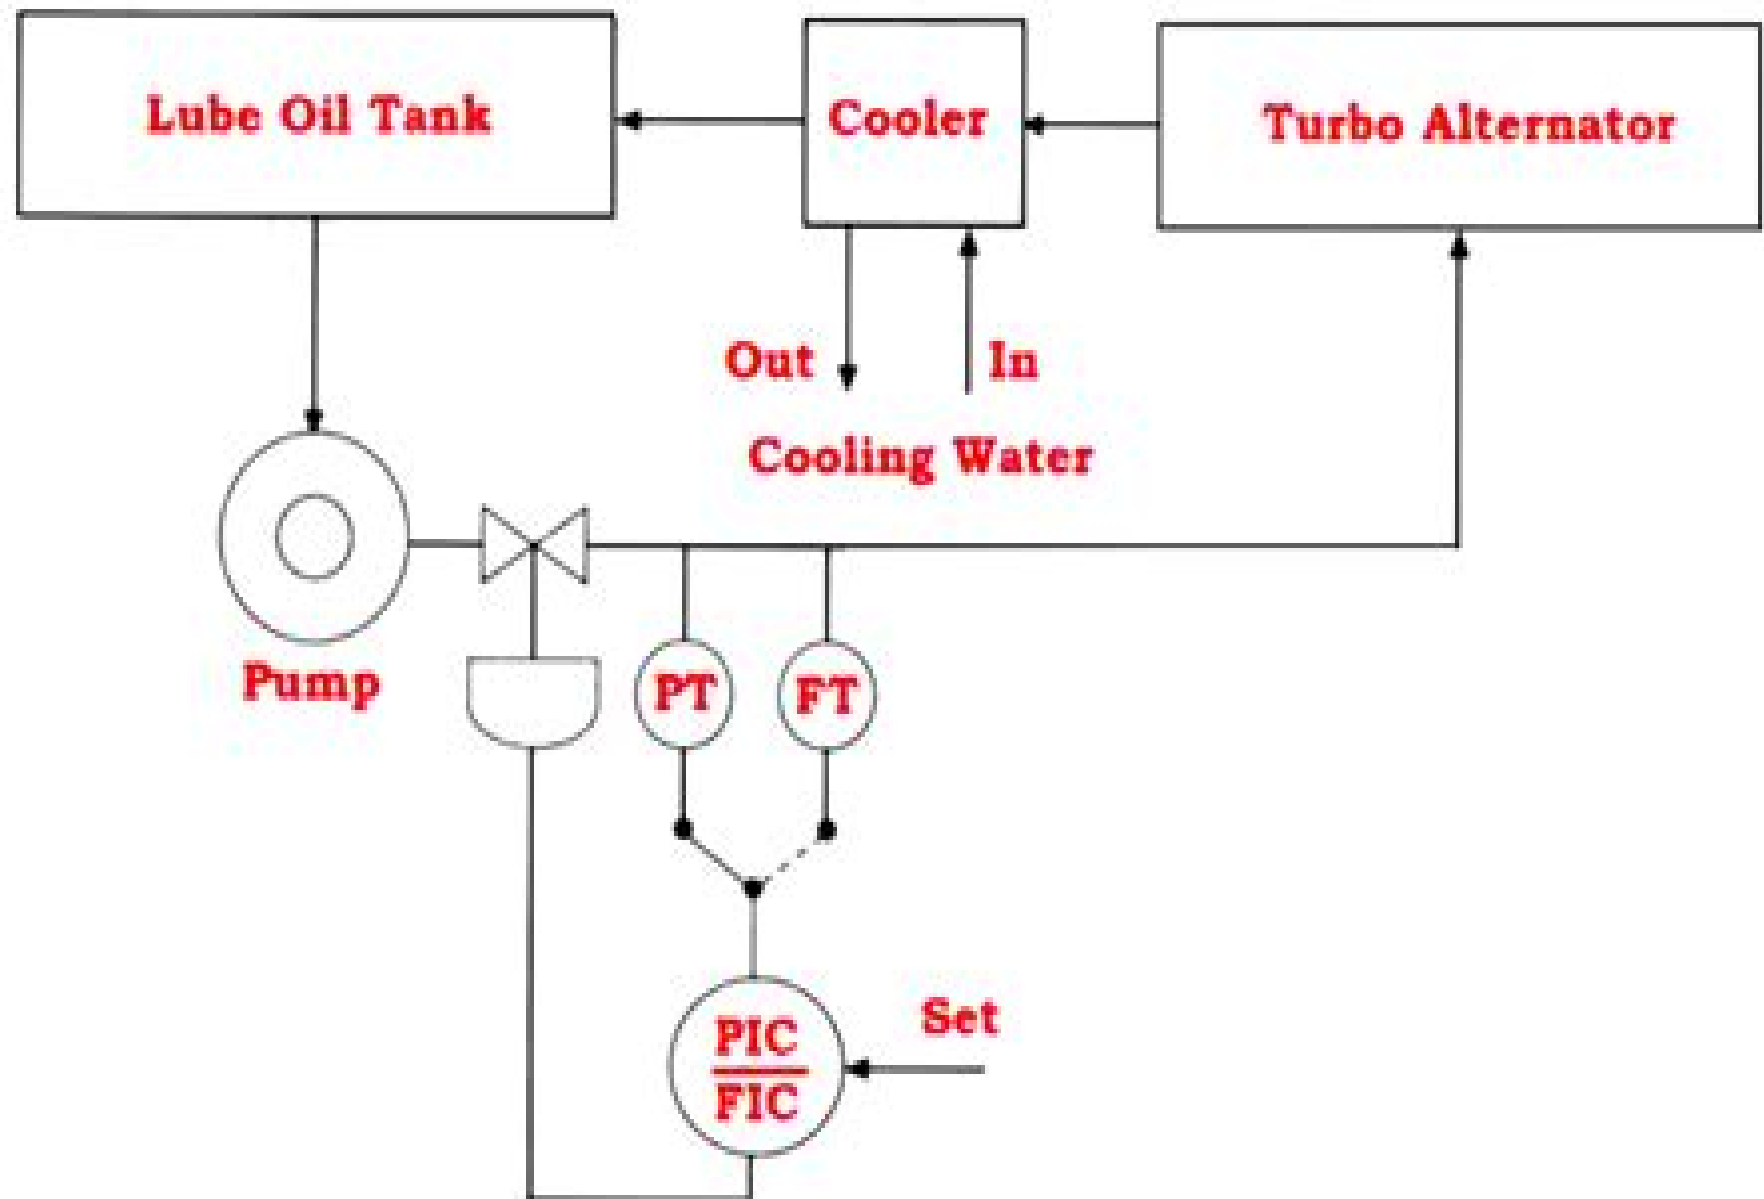 Lube Oil Tank
Cooler
Turbo Alternator
Out
In
Cooling Water
Pump
PT
FT
Set
PIC
FIC